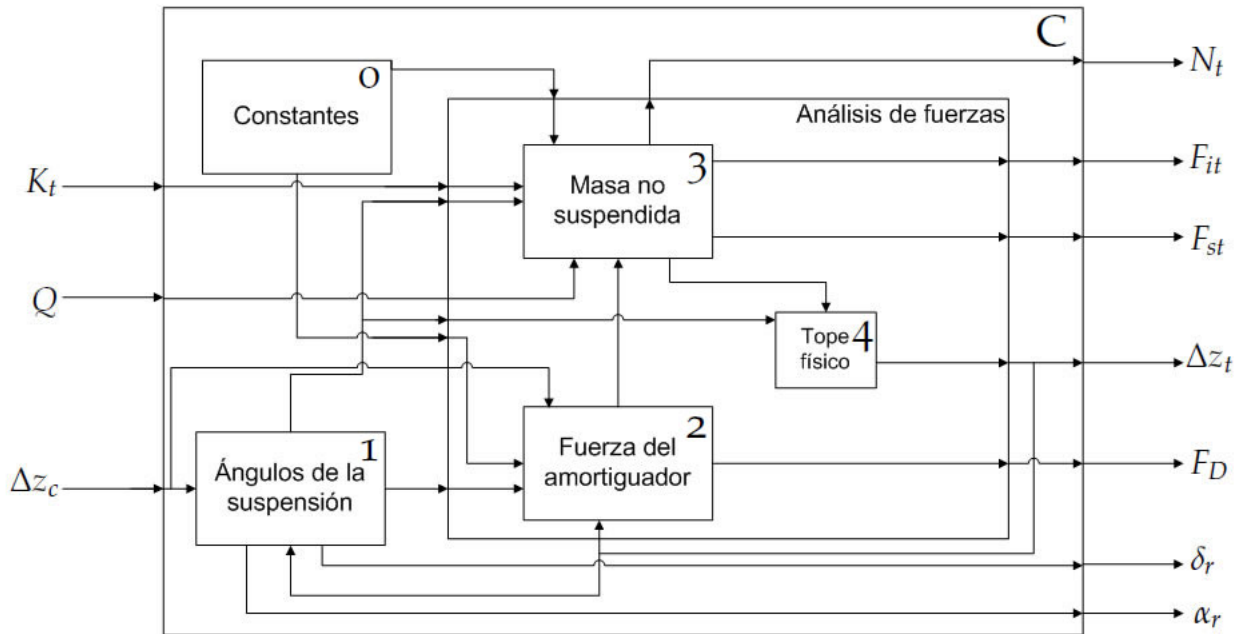 C
0
Constantes
Análisis de fuerzas
3
Masa no
suspendida
4
Tope
físico
2
Fuerza del
amortiguador
1
Ángulos de la
suspensión
K_t
Q
Δz_c
N_t
F_it
F_st
Δz_t
F_D
δ_r
α_r